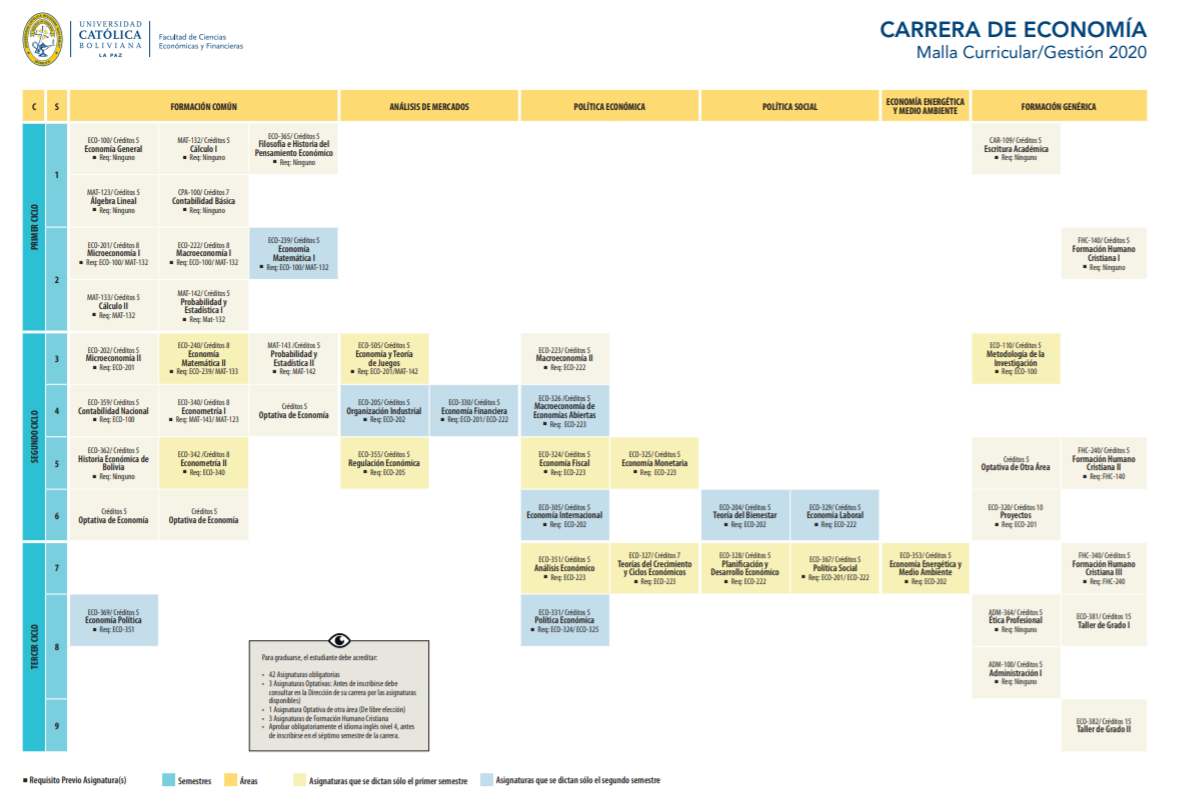 UNIVERSIDAD
CATÓLICA
BOLIVIANA
LA PAZ
Facultad de Ciencias
Económicas y Financieras
CARRERA DE ECONOMÍA
Malla Curricular/Gestión 2020
C
S
FORMACIÓN COMÚN
ANÁLISIS DE MERCADOS
POLÍTICA ECONÓMICA
POLÍTICA SOCIAL
ECONOMÍA ENERGÉTICA
Y MEDIO AMBIENTE
FORMACIÓN GENÉRICA
PRIMER CICLO
1
ECO-100/ Créditos 5
Economía General
▪ Req: Ninguno
MAT-132/ Créditos 5
Cálculo I
▪ Req: Ninguno
ECO-365/ Créditos 5
Filosofía e Historia del
Pensamiento Económico
▪ Req: Ninguno
CAR-109/ Créditos 5
Escritura Académica
▪ Req: Ninguno
MAT-123/ Créditos 5
Álgebra Lineal
▪ Req: Ninguno
CPA-100/ Créditos 7
Contabilidad Básica
▪ Req: Ninguno
2
ECO-201/ Créditos 8
Microeconomía I
▪ Req: ECO-100/ MAT-132
ECO-222/ Créditos 8
Macroeconomía I
▪ Req: ECO-100/ MAT-132
ECO-239/ Créditos 5
Economía
Matemática I
▪ Req: ECO-100/ MAT-132
FHC-140/ Créditos 5
Formación Humano
Cristiana I
▪ Req: Ninguno
MAT-133/ Créditos 5
Cálculo II
▪ Req: MAT-132
MAT-142/ Créditos 5
Probabilidad y
Estadística I
▪ Req: Mat-132
SEGUNDO CICLO
3
ECO-202/ Créditos 5
Microeconomía II
▪ Req: ECO-201
ECO-240/ Créditos 8
Economía
Matemática II
▪ Req: ECO-239/ MAT-133
MAT-143 /Créditos 5
Probabilidad y
Estadística II
▪ Req: MAT-142
ECO-505/ Créditos 5
Economía y Teoría
de Juegos
▪ Req: ECO-201/MAT-142
ECO-223/ Créditos 5
Macroeconomía II
▪ Req: ECO-222
ECO-110/ Créditos 5
Metodología de la
Investigación
▪ Req: ECO-100
4
ECO-359/ Créditos 5
Contabilidad Nacional
▪ Req: ECO-100
ECO-340/ Créditos 8
Econometría I
▪ Req: MAT-143/ MAT-123
Créditos 5
Optativa de Economía
ECO-205/ Créditos 5
Organización Industrial
▪ Req: ECO-202
ECO-330/ Créditos 5
Economía Financiera
▪ Req: ECO-201/ ECO-222
ECO-326 /Créditos 5
Macroeconomía de
Economías Abiertas
▪ Req: ECO-223
5
ECO-362/ Créditos 5
Historia Económica de
Bolivia
▪ Req: Ninguno
ECO-342 /Créditos 8
Econometría II
▪ Req: ECO-340
ECO-355/ Créditos 5
Regulación Económica
▪ Req: ECO-205
ECO-324/ Créditos 5
Economía Fiscal
▪ Req: ECO-223
ECO-325/ Créditos 5
Economía Monetaria
▪ Req: ECO-223
Créditos 5
Optativa de Otra Área
FHC-240/ Créditos 5
Formación Humano
Cristiana II
▪ Req: FHC-140
6
Créditos 5
Optativa de Economía
Créditos 5
Optativa de Economía
ECO-305/ Créditos 5
Economía Internacional
▪ Req: ECO-202
ECO-204/ Créditos 5
Teoría del Bienestar
▪ Req: ECO-202
ECO-329/ Créditos 5
Economía Laboral
▪ Req: ECO-222
ECO-320/ Créditos 10
Proyectos
▪ Req: ECO-201
TERCER CICLO
7
ECO-351/ Créditos 5
Análisis Económico
▪ Req: ECO-223
ECO-327/ Créditos 7
Teorías del Crecimiento
y Ciclos Económicos
▪ Req: ECO-223
ECO-328/ Créditos 5
Planificación y
Desarrollo Económico
▪ Req: ECO-222
ECO-367/ Créditos 5
Política Social
▪ Req: ECO-201/ ECO-222
ECO-353/ Créditos 5
Economía Energética y
Medio Ambiente
▪ Req: ECO-202
FHC-340/ Créditos 5
Formación Humano
Cristiana III
▪ Req: FHC-240
8
ECO-369/ Créditos 5
Economía Política
▪ Req: ECO-351
ECO-331/ Créditos 5
Política Económica
▪ Req: ECO-324/ ECO-325
ADM-364/ Créditos 5
Ética Profesional
▪ Req: Ninguno
ECO-381/ Créditos 15
Taller de Grado I
ADM-100/ Créditos 5
Administración I
▪ Req: Ninguno
9
ECO-382/ Créditos 15
Taller de Grado II
Para graduarse, el estudiante debe acreditar:
• 42 Asignaturas obligatorias
• 3 Asignaturas Optativas: Antes de inscribirse debe
consultar en la Dirección de su carrera por las asignaturas
disponibles)
• 1 Asignatura Optativa de otra área (De libre elección)
• 3 Asignaturas de Formación Humano Cristiana
• Aprobar obligatoriamente el idioma inglés nivel 4, antes
de inscribirse en el séptimo semestre de la carrera.
▪ Requisito Previo Asignatura(s)
Semestres
Áreas
Asignaturas que se dictan sólo el primer semestre
Asignaturas que se dictan sólo el segundo semestre